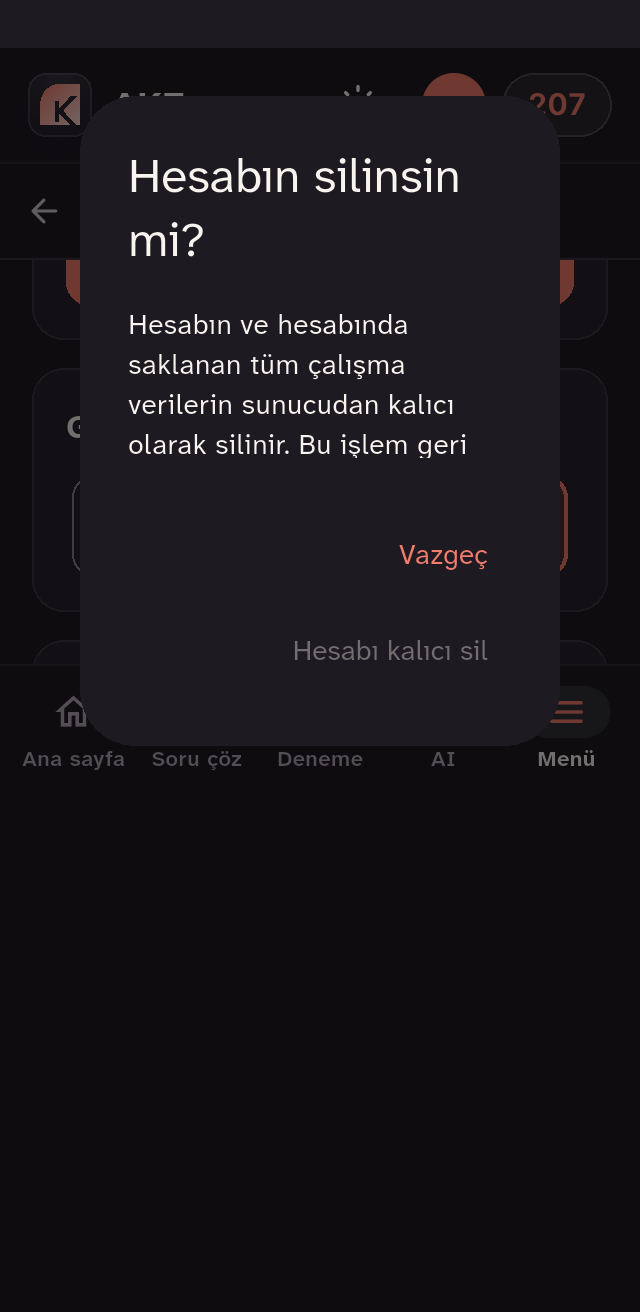 K
207
Hesabın silinsin
mi?
Hesabın ve hesabında
saklanan tüm çalışma
verilerin sunucudan kalıcı
olarak silinir. Bu işlem geri
Vazgeç
Hesabı kalıcı sil
Ana sayfa
Soru çöz
Deneme
AI
Menü